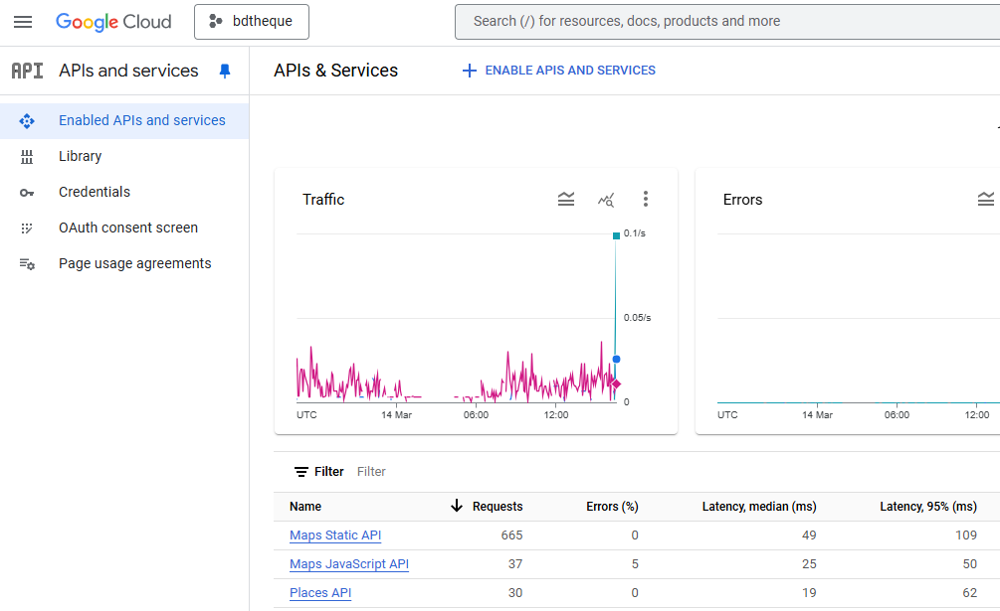 Google Cloud
bdtheque
Search (/) for resources, docs, products and more
API APIs and services
APIs & Services
ENABLE APIS AND SERVICES
Enabled APIs and services
Library
Credentials
OAuth consent screen
Page usage agreements
Traffic
0.1/s
0.05/s
0
UTC 14 Mar 06:00 12:00
Errors
UTC 14 Mar 06:00 12:00
Filter Filter
Name Requests Errors (%) Latency, median (ms) Latency, 95% (ms)
Maps Static API 665 0 49 109
Maps JavaScript API 37 5 25 50
Places API 30 0 19 62